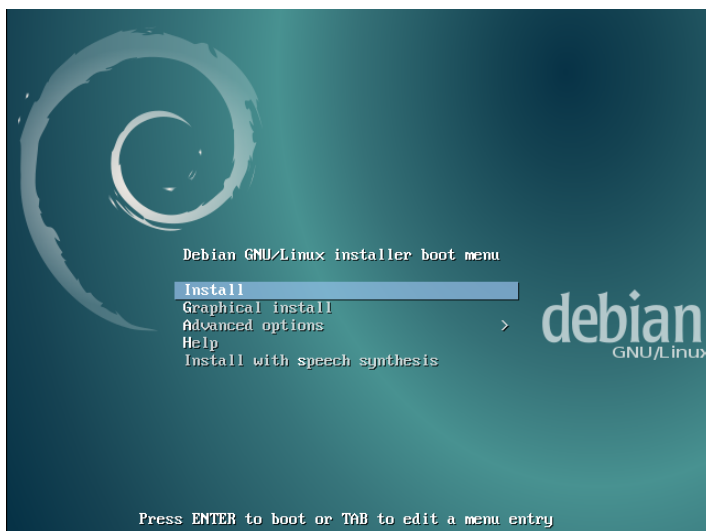 Debian GNU/Linux installer boot menu
Install
Graphical install
Advanced options >
Help
Install with speech synthesis
debian
GNU/Linux
Press ENTER to boot or TAB to edit a menu entry